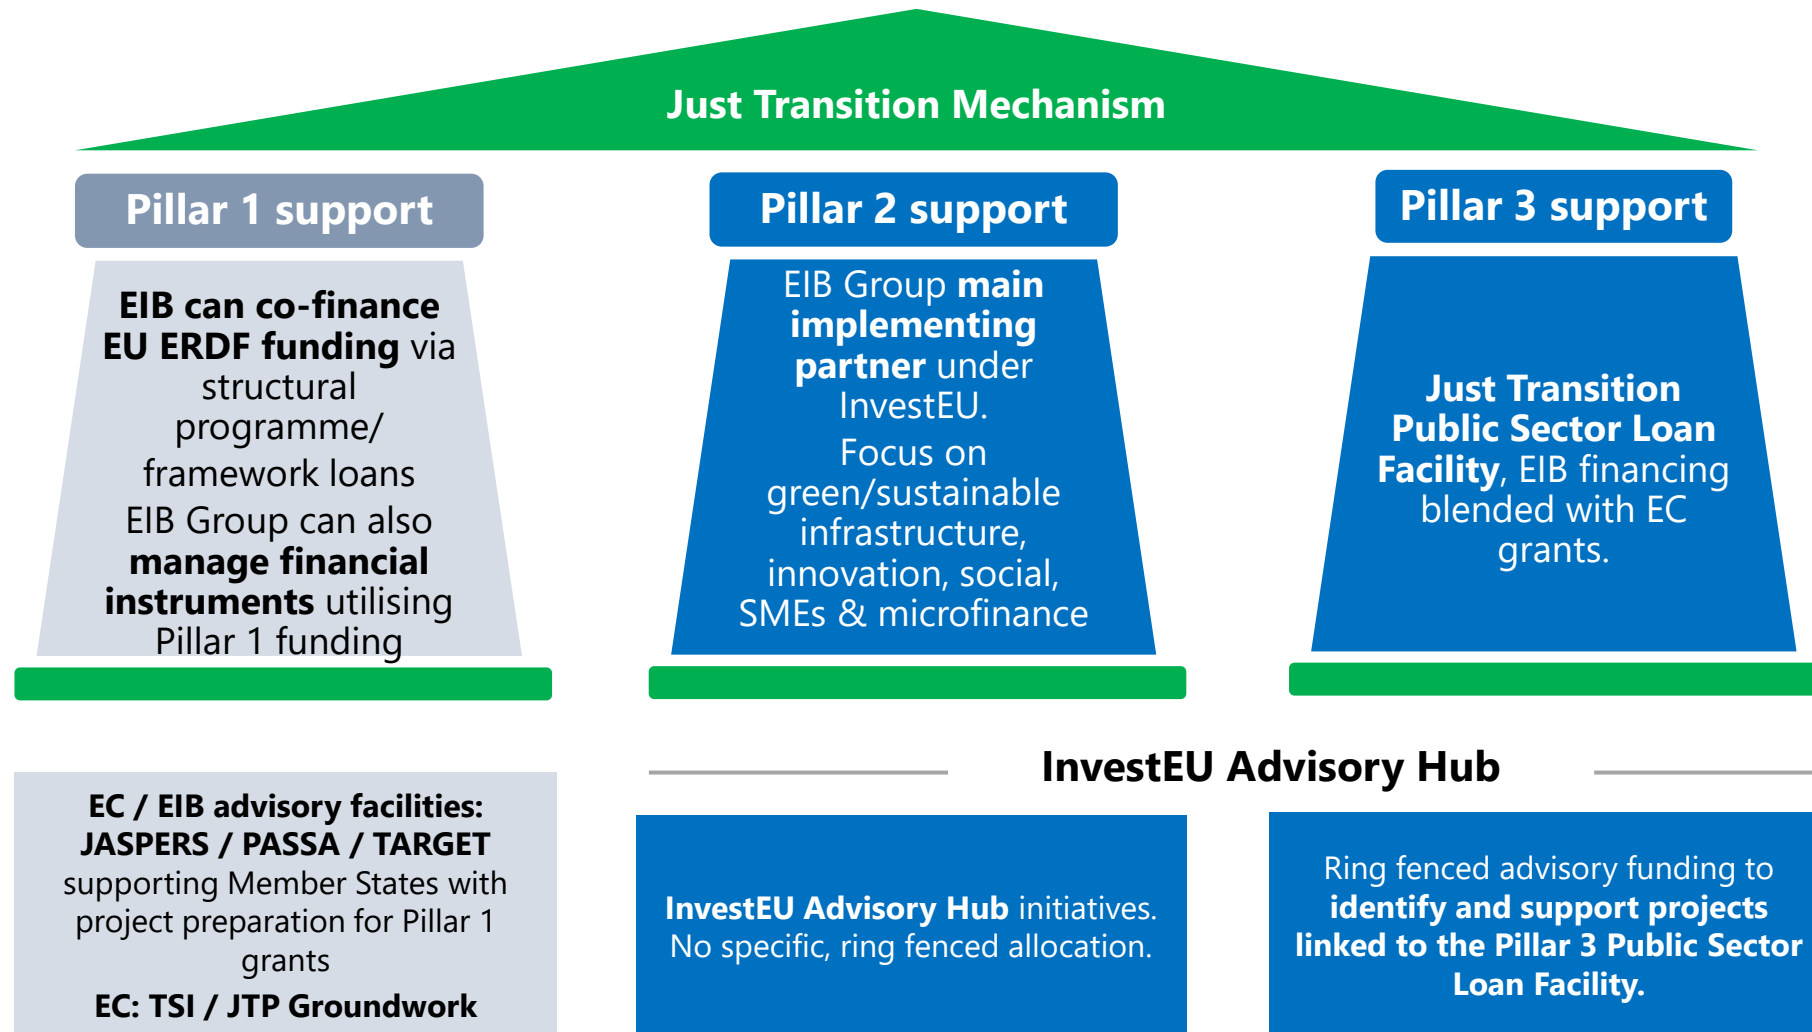 Just Transition Mechanism
Pillar 1 support
EIB can co-finance
EU ERDF funding via
structural
programme/
framework loans
EIB Group can also
manage financial
instruments utilising
Pillar 1 funding
Pillar 2 support
EIB Group main
implementing
partner under
InvestEU.
Focus on
green/sustainable
infrastructure,
innovation, social,
SMEs & microfinance
Pillar 3 support
Just Transition
Public Sector Loan
Facility, EIB financing
blended with EC
grants.
EC / EIB advisory facilities:
JASPERS / PASSA / TARGET
supporting Member States with
project preparation for Pillar 1
grants
EC: TSI / JTP Groundwork
InvestEU Advisory Hub
InvestEU Advisory Hub initiatives.
No specific, ring fenced allocation.
Ring fenced advisory funding to
identify and support projects
linked to the Pillar 3 Public Sector
Loan Facility.